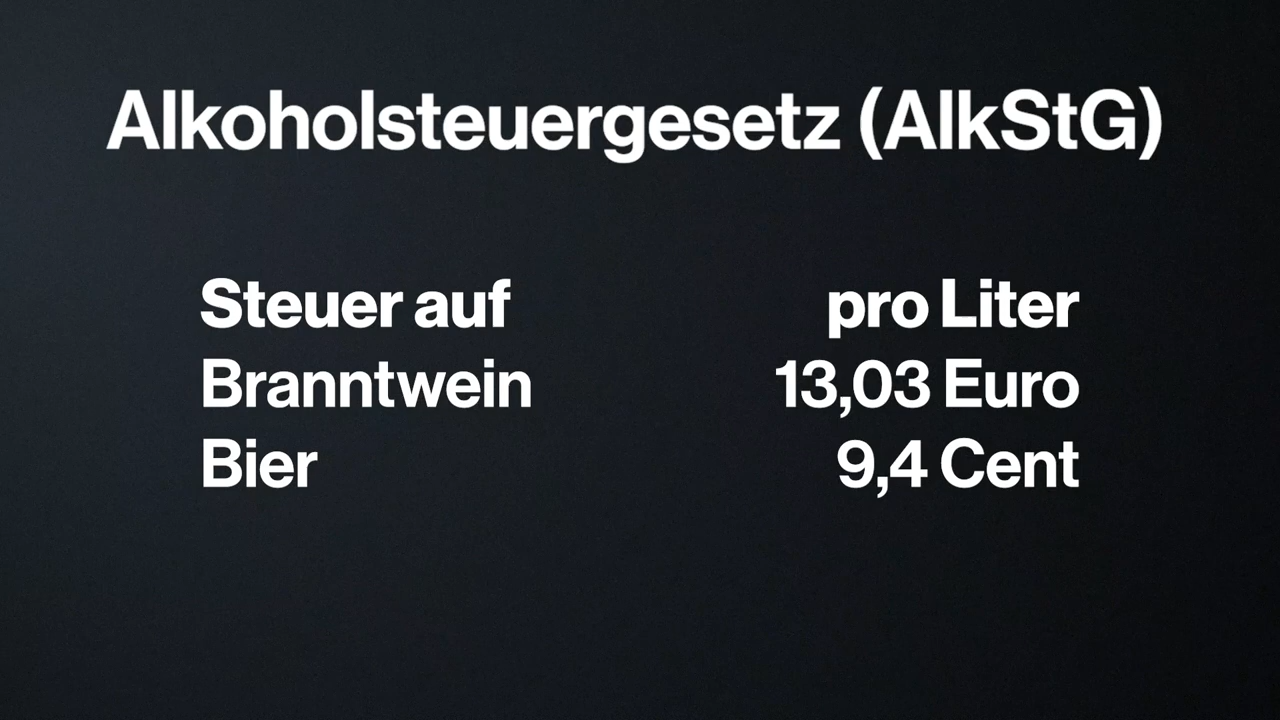 Alkoholsteuergesetz (AlkStG)
Steuer auf pro Liter
Branntwein 13,03 Euro
Bier 9,4 Cent